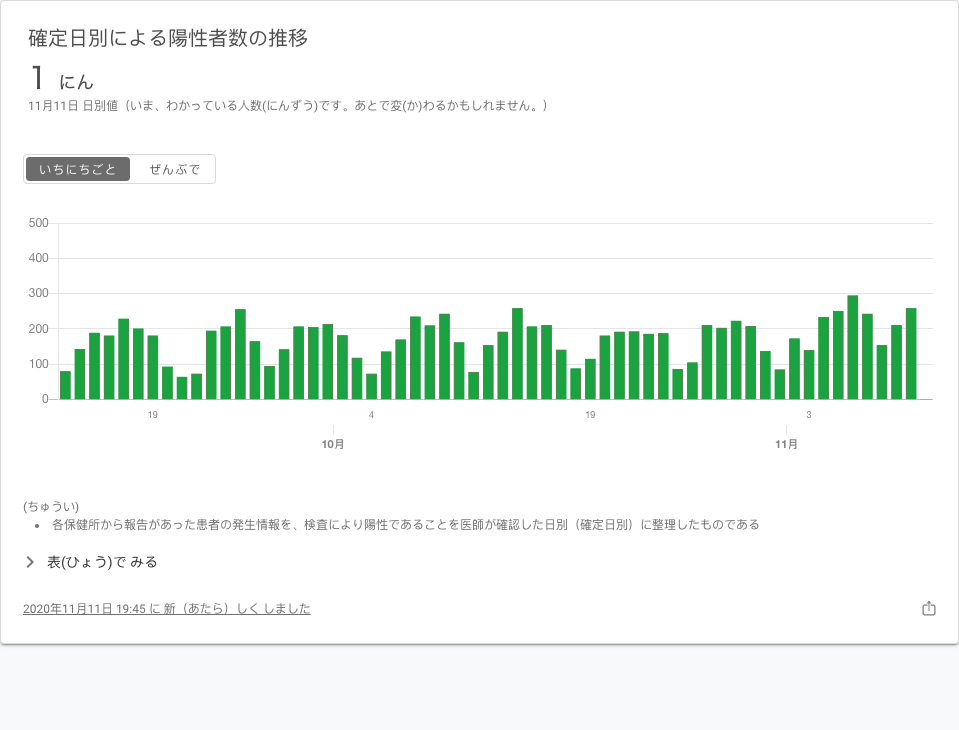 確定日別による陽性者数の推移
1 にん
11月11日 日別値（いま、わかっている人数(にんずう)です。あとで変(か)わるかもしれません。）
いちにちごと ぜんぶで
500
400
300
200
100
0
19 4 19 3
10月 11月
(ちゅうい)
• 各保健所から報告があった患者の発生情報を、検査により陽性であることを医師が確認した日別（確定日別）に整理したものである
表(ひょう)で みる
2020年11月11日 19:45 に 新（あたら）しく しました